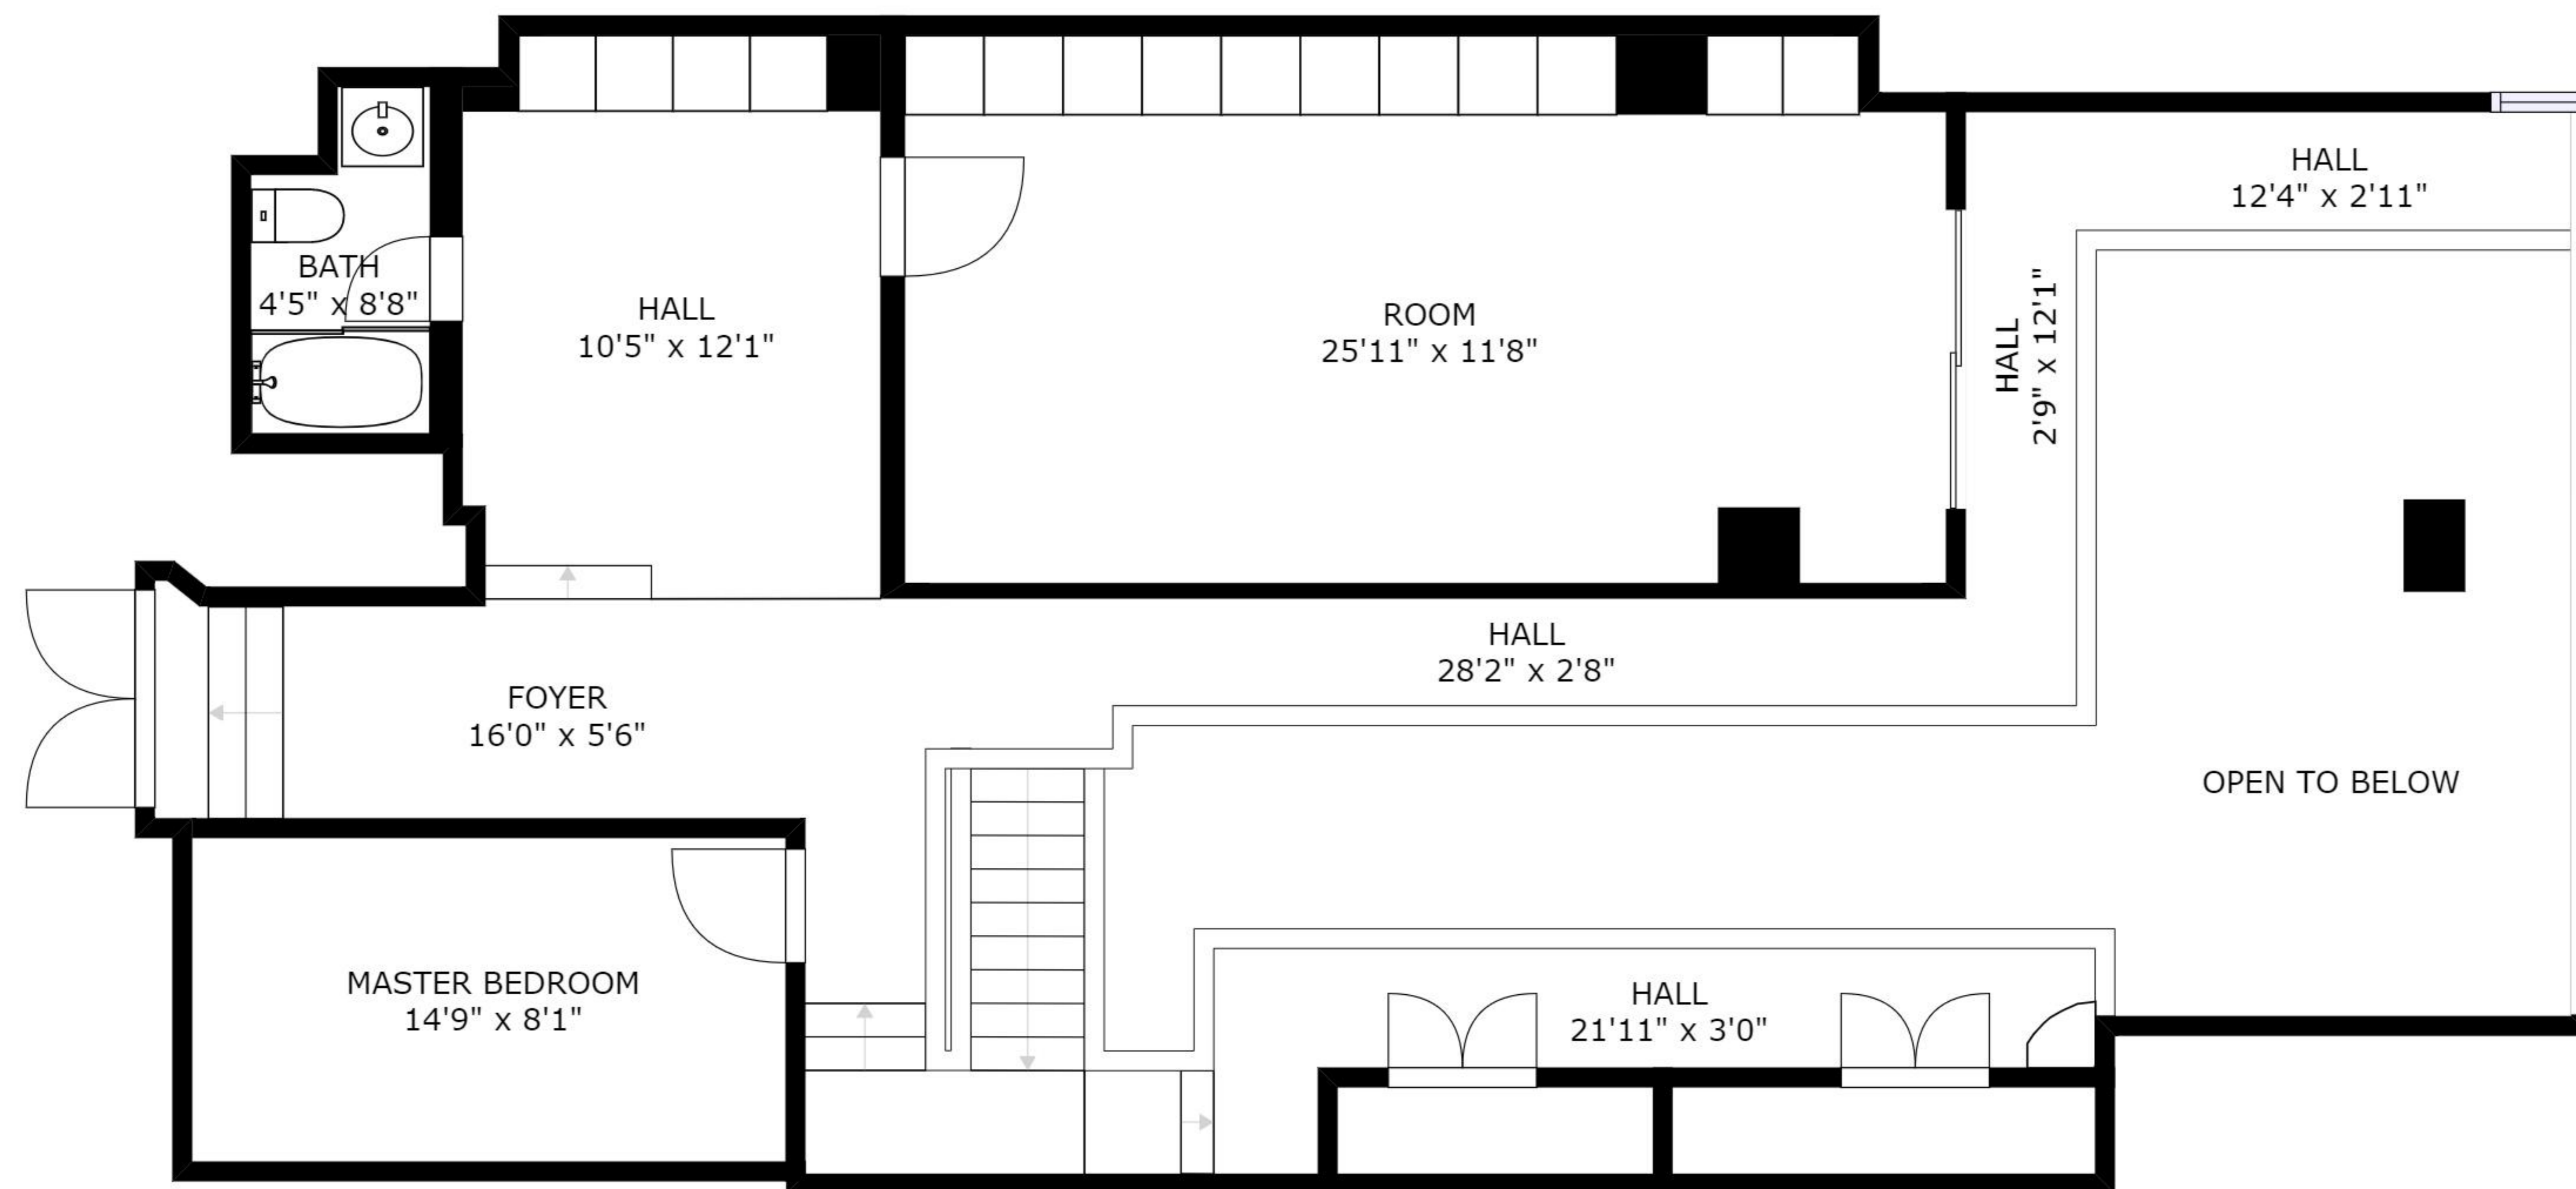 HALL
12'4" x 2'11"
BATH
4'5" x 8'8"
HALL
10'5" x 12'1"
ROOM
25'11" x 11'8"
HALL
2'9" x 12'1"
HALL
28'2" x 2'8"
FOYER
16'0" x 5'6"
OPEN TO BELOW
MASTER BEDROOM
14'9" x 8'1"
HALL
21'11" x 3'0"